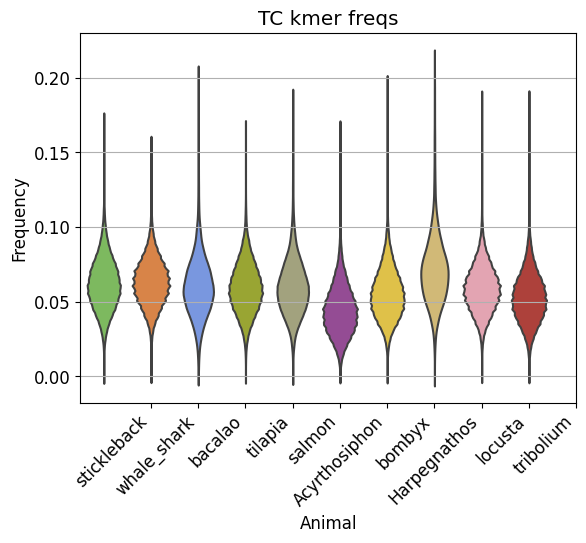 TC kmer freqs
Frequency
0.20
0.15
0.10
0.05
0.00
stickleback
whale_shark
bacalao
tilapia
salmon
Acyrthosiphon
bombyx
Harpegnathos
locusta
tribolium
Animal